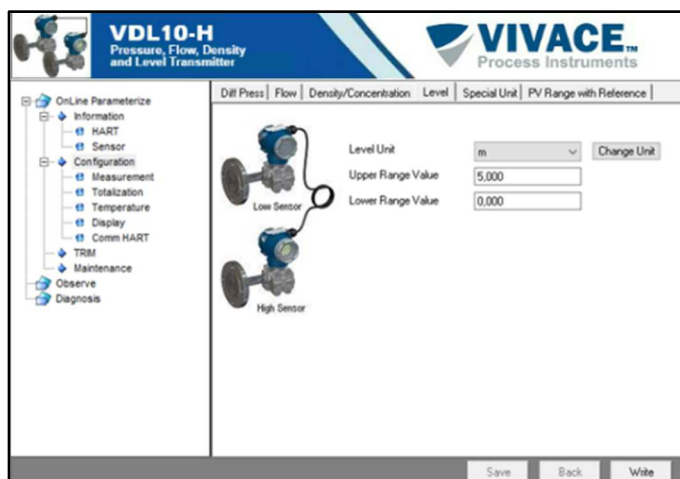 VDL10-H
Pressure, Flow, Density
and Level Transmitter
VIVACE™
Process Instruments
OnLine Parameterize
Information
HART
Sensor
Configuration
Measurement
Totalization
Temperature
Display
Comm HART
TRIM
Maintenance
Observe
Diagnosis
Diff Press Flow Density/Concentration Level Special Unit PV Range with Reference
Level Unit m Change Unit
Upper Range Value 5,000
Lower Range Value 0,000
Low Sensor
High Sensor
Save Back Write